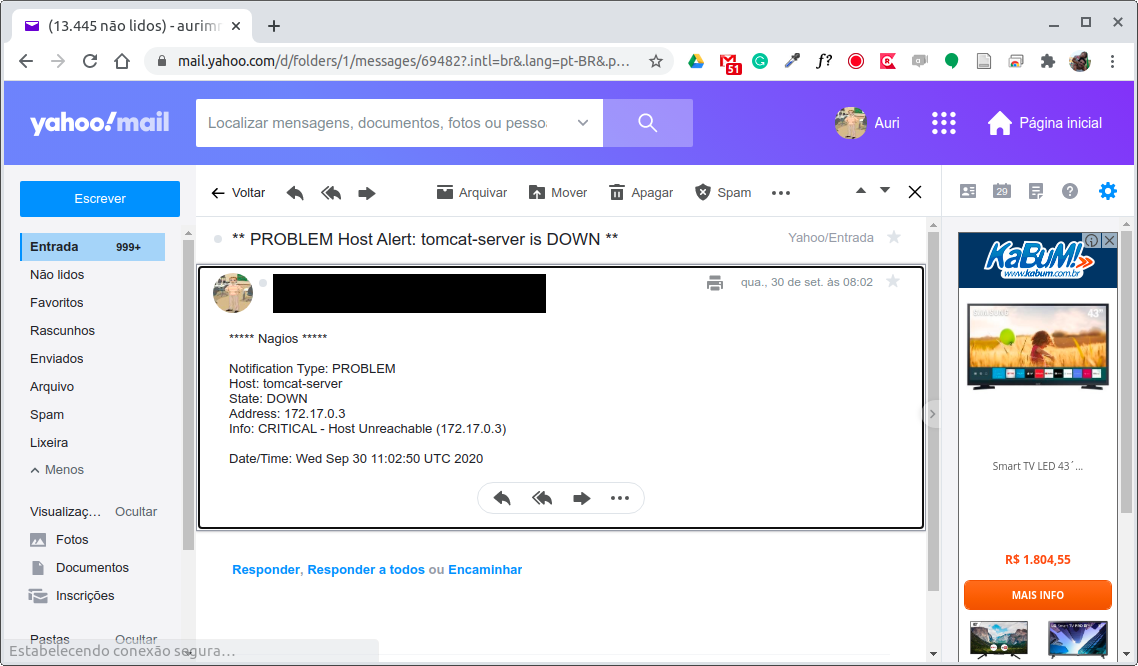 (13.445 não lidos) - aurimr
mail.yahoo.com/d/folders/1/messages/69482?.intl=br&.lang=pt-BR&.p...
51
f?
yahoo!mail
Localizar mensagens, documentos, fotos ou pesso
Auri
Página inicial
Escrever
Voltar
Arquivar
Mover
Apagar
Spam
29
Entrada 999+
Não lidos
Favoritos
Rascunhos
Enviados
Arquivo
Spam
Lixeira
Menos
Visualizaç... Ocultar
Fotos
Documentos
Inscrições
Pastas Ocultar
Estabelecendo conexão segura...
** PROBLEM Host Alert: tomcat-server is DOWN **
Yahoo/Entrada
qua., 30 de set. às 08:02
***** Nagios *****
Notification Type: PROBLEM
Host: tomcat-server
State: DOWN
Address: 172.17.0.3
Info: CRITICAL - Host Unreachable (172.17.0.3)
Date/Time: Wed Sep 30 11:02:50 UTC 2020
Responder, Responder a todos ou Encaminhar
KaBuM!
www.kabum.com.br
43"
Smart TV LED 43´...
R$ 1.804,55
MAIS INFO